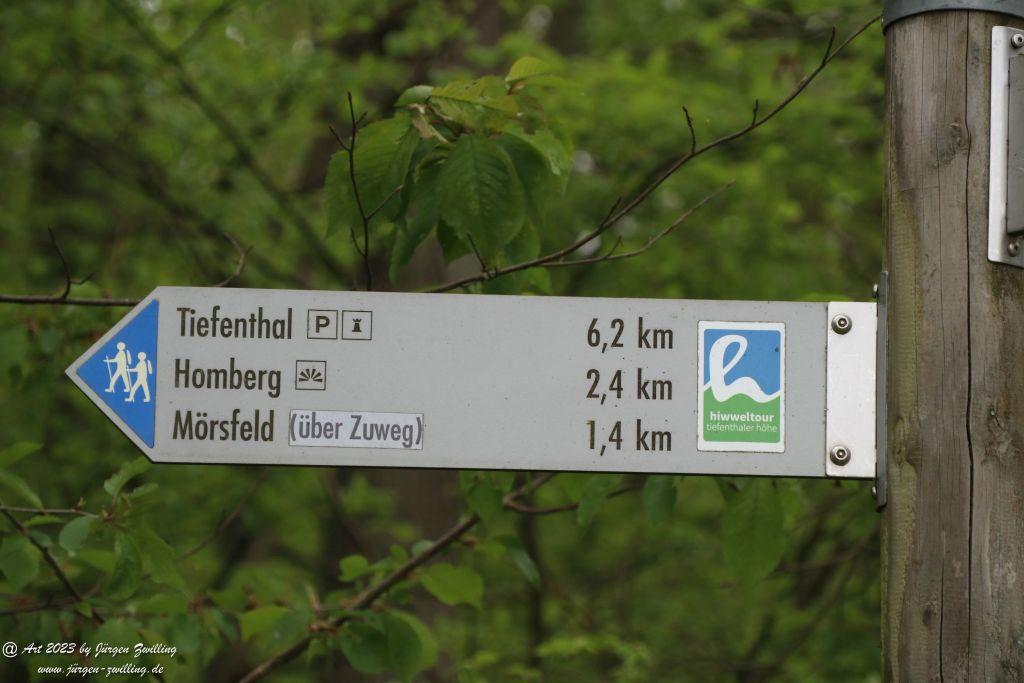 Tiefenthal P 6,2 km
Homberg 2,4 km
Mörsfeld (über Zuweg) 1,4 km
hiwweltour
tiefenthaler höhe
@ Art 2023 by Jürgen Zwilling
www.jürgen-zwilling.de